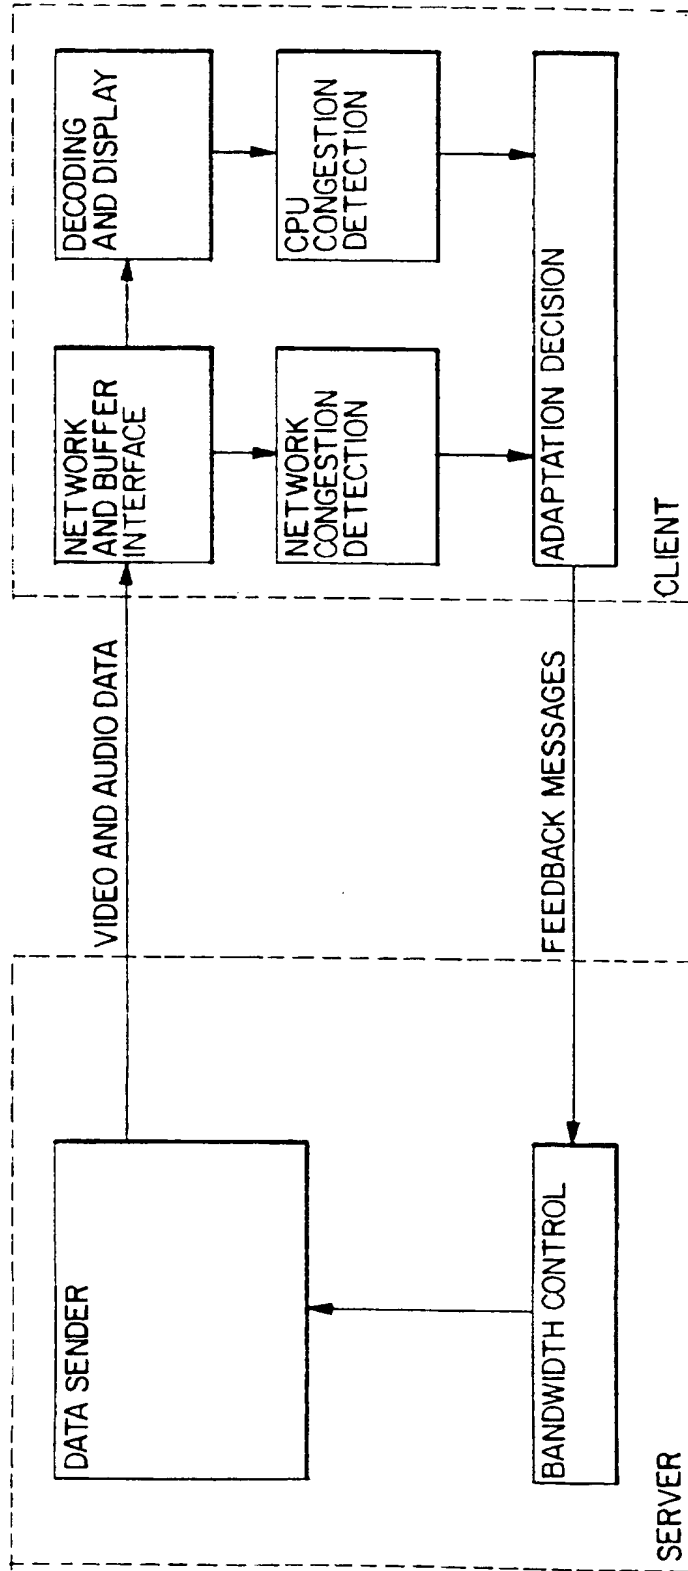 DATA SENDER
BANDWIDTH CONTROL
SERVER
VIDEO AND AUDIO DATA
FEEDBACK MESSAGES
NETWORK
AND BUFFER
INTERFACE
DECODING
AND DISPLAY
NETWORK
CONGESTION
DETECTION
CPU
CONGESTION
DETECTION
ADAPTATION DECISION
CLIENT